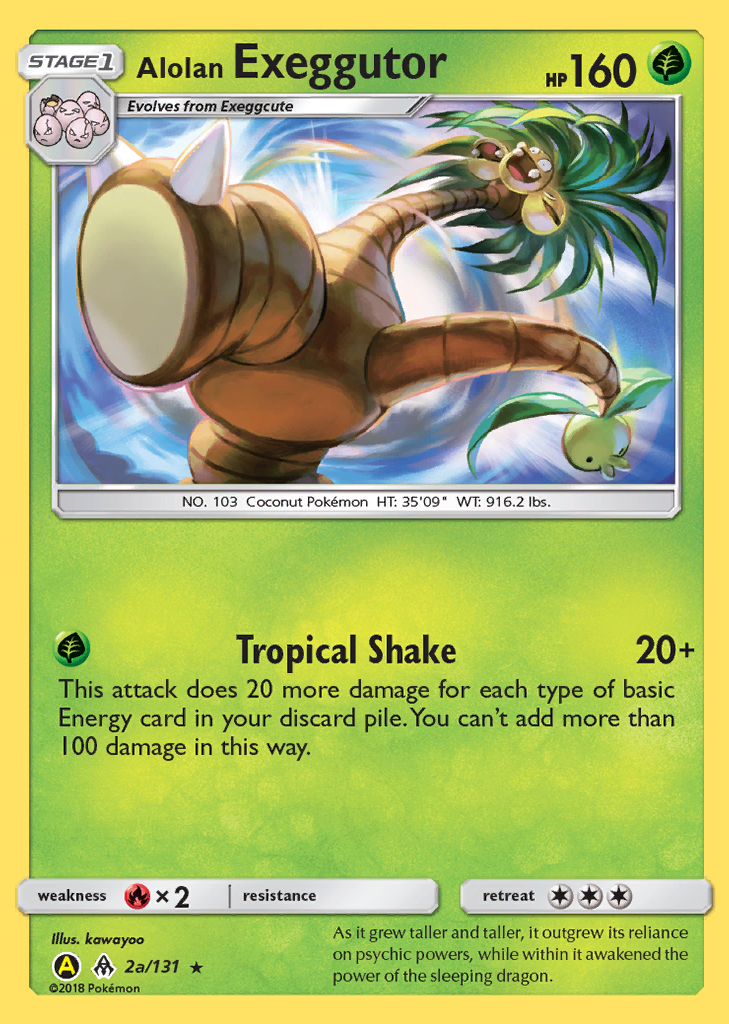 STAGE 1
Alolan Exeggutor HP 160
Evolves from Exeggcute
NO. 103 Coconut Pokémon HT: 35'09" WT: 916.2 lbs.
Tropical Shake 20+
This attack does 20 more damage for each type of basic
Energy card in your discard pile. You can't add more than
100 damage in this way.
weakness ×2 resistance retreat
Illus. kawayoo
A 2a/131 ★
©2018 Pokémon
As it grew taller and taller, it outgrew its reliance
on psychic powers, while within it awakened the
power of the sleeping dragon.